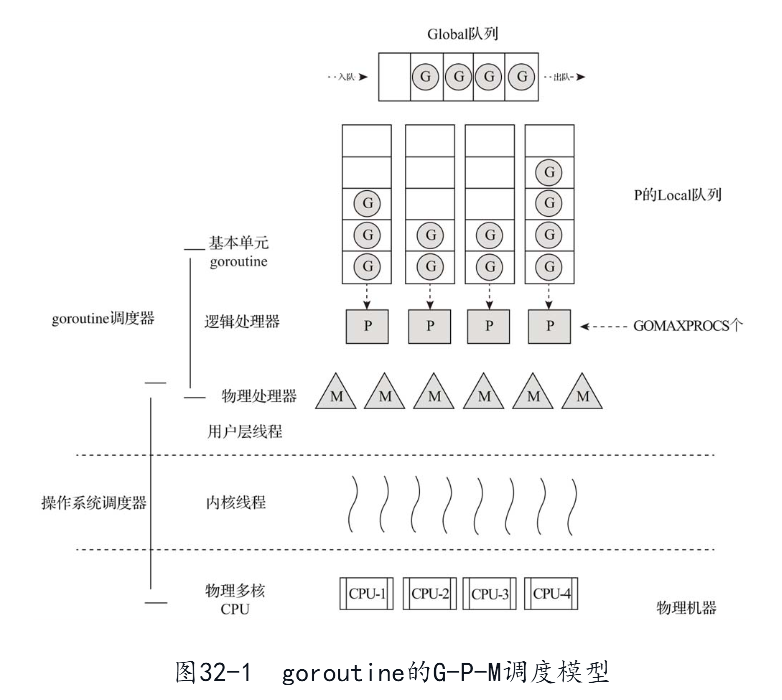 Global队列
入队
G G G G
出队
G
G
P的Local队列
G G
基本单元
goroutine
G G G G
G G G G
goroutine调度器
逻辑处理器
P P P P
GOMAXPROCS个
物理处理器
M M M M M M
用户层线程
操作系统调度器
内核线程
物理多核
CPU
CPU-1 CPU-2 CPU-3 CPU-4
物理机器
图32-1 goroutine的G-P-M调度模型